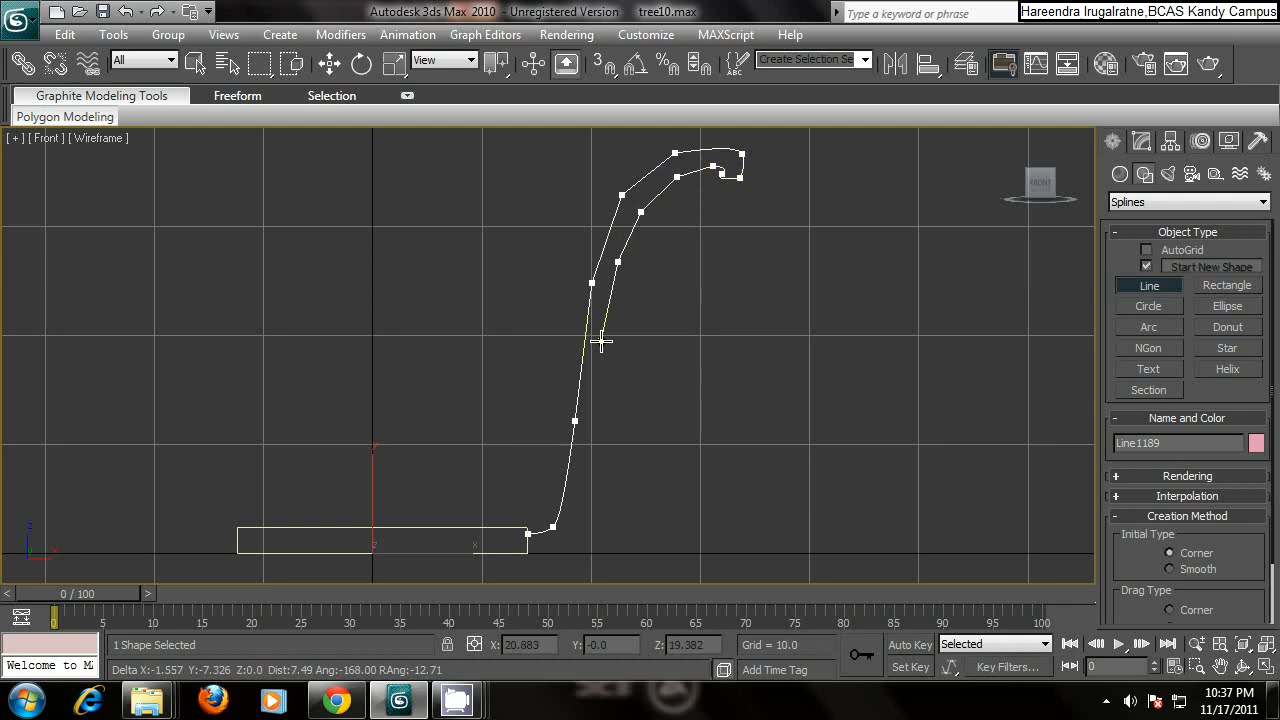 Autodesk 3ds Max 2010 - Unregistered Version tree10.max
Type a keyword or phrase
Hareendra Irugalratne,BCAS Kandy Campus
Edit Tools Group Views Create Modifiers Animation Graph Editors Rendering Customize MAXScript Help
All
View
3
Create Selection Se
Graphite Modeling Tools Freeform Selection
Polygon Modeling
[ + ] [ Front ] [ Wireframe ]
FRONT
Splines
- Object Type
AutoGrid
Start New Shape
Line Rectangle
Circle Ellipse
Arc Donut
NGon Star
Text Helix
Section
- Name and Color
Line1189
+ Rendering
+ Interpolation
- Creation Method
Initial Type
Corner
Smooth
Drag Type
Corner
z
x
< 0 / 100 >
0 5 10 15 20 25 30 35 40 45 50 55 60 65 70 75 80 85 90 95 100
1 Shape Selected X: 20.883 Y: -0.0 Z: 19.382 Grid = 10.0 Auto Key Selected
Welcome to MA Delta X:-1.557 Y:-7.326 Z:0.0 Dist:7.49 Ang:-168.00 RAng:-12.71 Add Time Tag Set Key Key Filters... 0
10:37 PM
11/17/2011